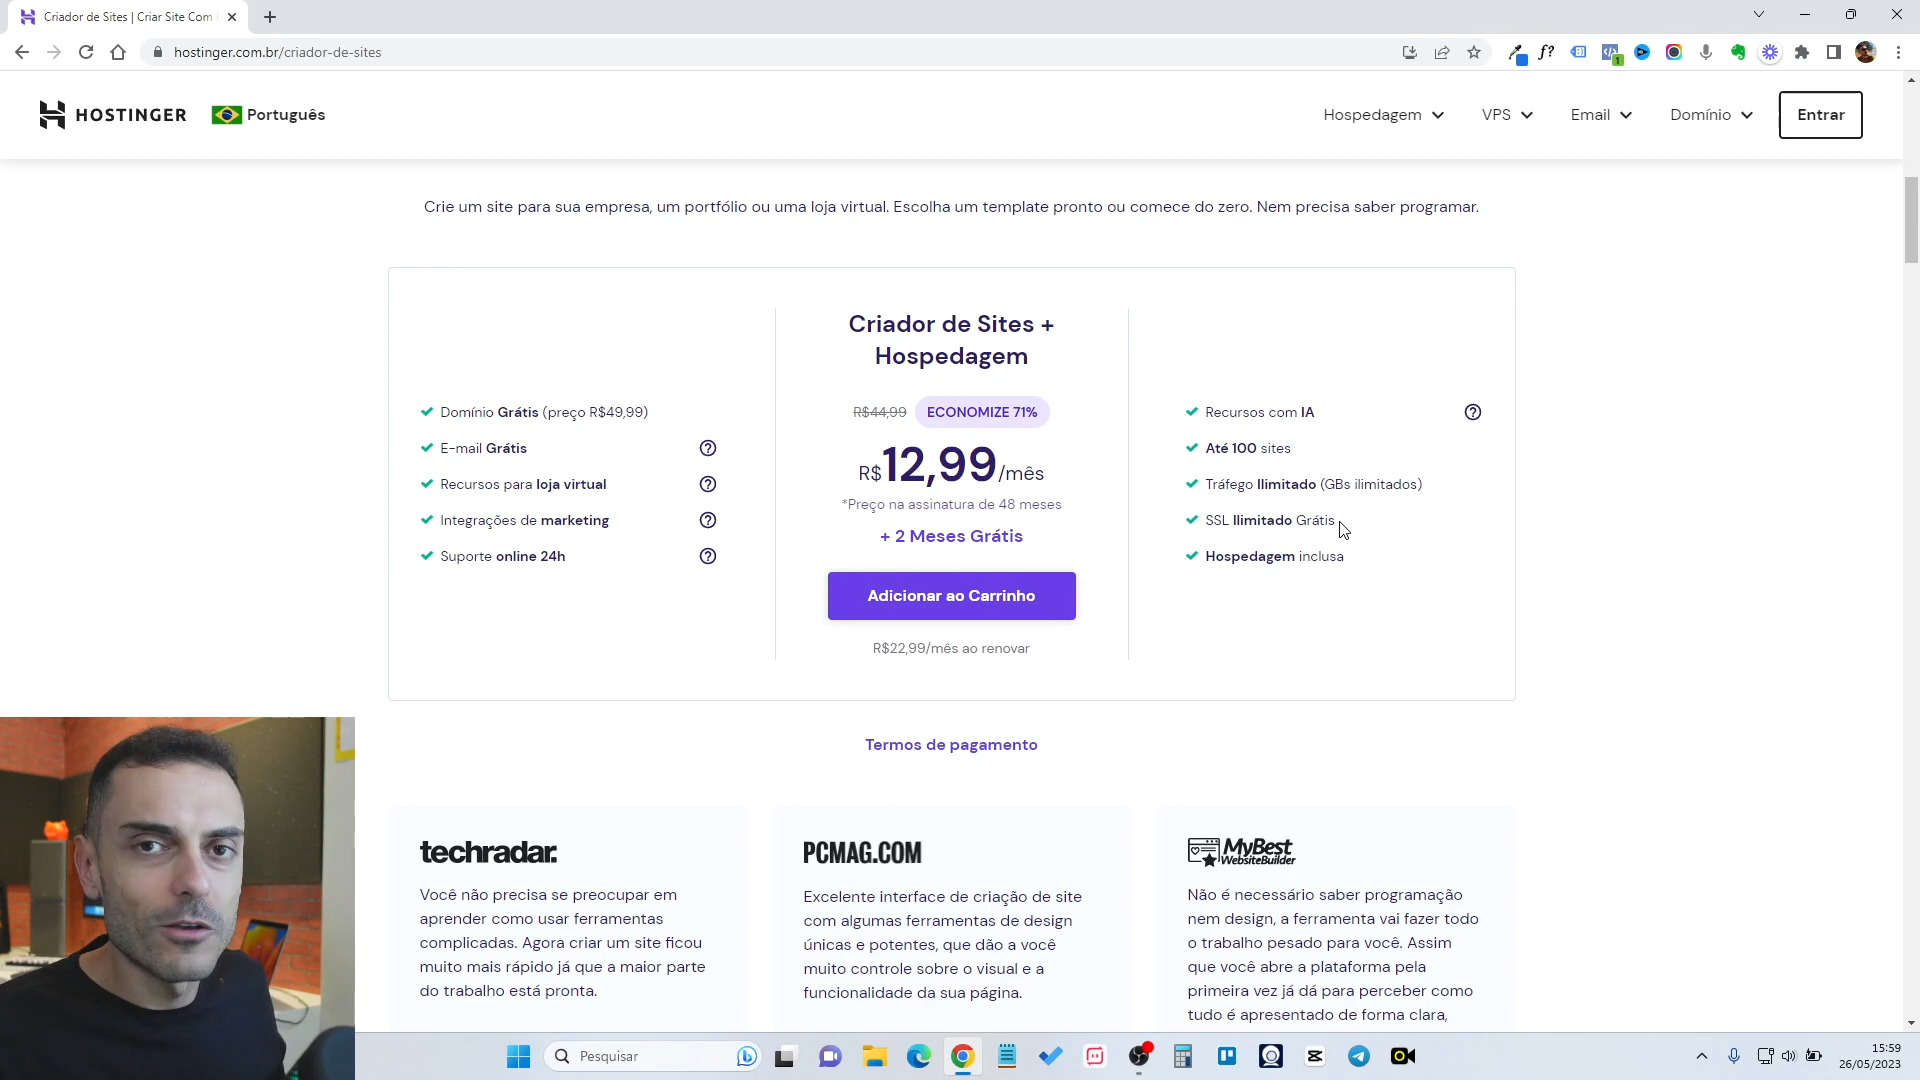 Criador de Sites | Criar Site Com
hostinger.com.br/criador-de-sites
HOSTINGER
Português
Hospedagem
VPS
Email
Domínio
Entrar
Crie um site para sua empresa, um portfólio ou uma loja virtual. Escolha um template pronto ou comece do zero. Nem precisa saber programar.
Domínio Grátis (preço R$49,99)
E-mail Grátis
Recursos para loja virtual
Integrações de marketing
Suporte online 24h
Criador de Sites +
Hospedagem
R$44,99 ECONOMIZE 71%
R$12,99/mês
*Preço na assinatura de 48 meses
+ 2 Meses Grátis
Adicionar ao Carrinho
R$22,99/mês ao renovar
Recursos com IA
Até 100 sites
Tráfego Ilimitado (GBs ilimitados)
SSL Ilimitado Grátis
Hospedagem inclusa
Termos de pagamento
techradar.
Você não precisa se preocupar em
aprender como usar ferramentas
complicadas. Agora criar um site ficou
muito mais rápido já que a maior parte
do trabalho está pronta.
PCMAG.COM
Excelente interface de criação de site
com algumas ferramentas de design
únicas e potentes, que dão a você
muito controle sobre o visual e a
funcionalidade da sua página.
MyBest
WebsiteBuilder
Não é necessário saber programação
nem design, a ferramenta vai fazer todo
o trabalho pesado para você. Assim
que você abre a plataforma pela
primeira vez já dá para perceber como
tudo é apresentado de forma clara,
Pesquisar
15:59
26/05/2023